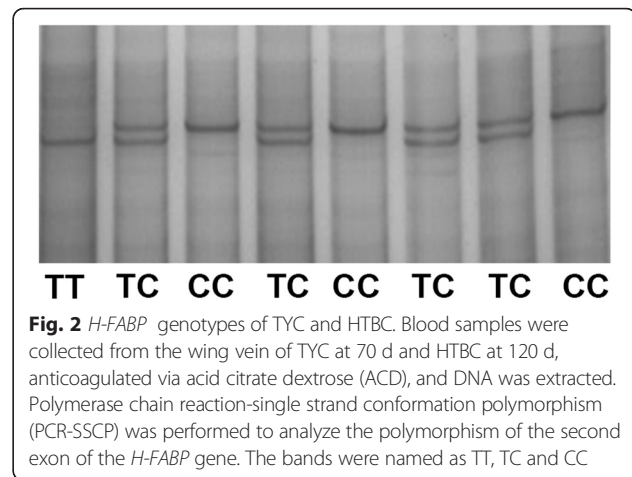 TT TC CC TC CC TC TC CC
Fig. 2 H-FABP genotypes of TYC and HTBC. Blood samples were
collected from the wing vein of TYC at 70 d and HTBC at 120 d,
anticoagulated via acid citrate dextrose (ACD), and DNA was extracted.
Polymerase chain reaction-single strand conformation polymorphism
(PCR-SSCP) was performed to analyze the polymorphism of the second
exon of the H-FABP gene. The bands were named as TT, TC and CC